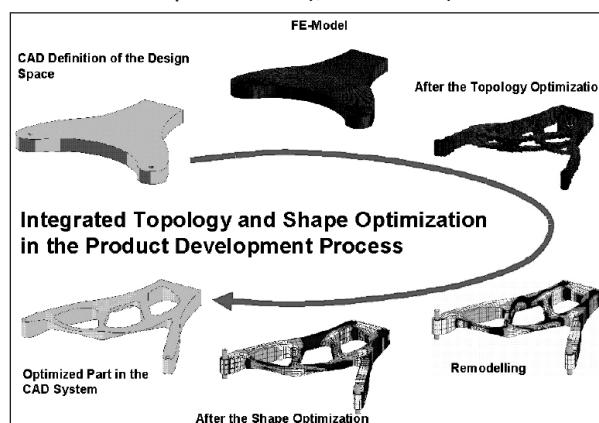 FE-Model
CAD Definition of the Design
Space
After the Topology Optimizatio
Integrated Topology and Shape Optimization
in the Product Development Process
Optimized Part in the
CAD System
After the Shape Optimization
Remodelling